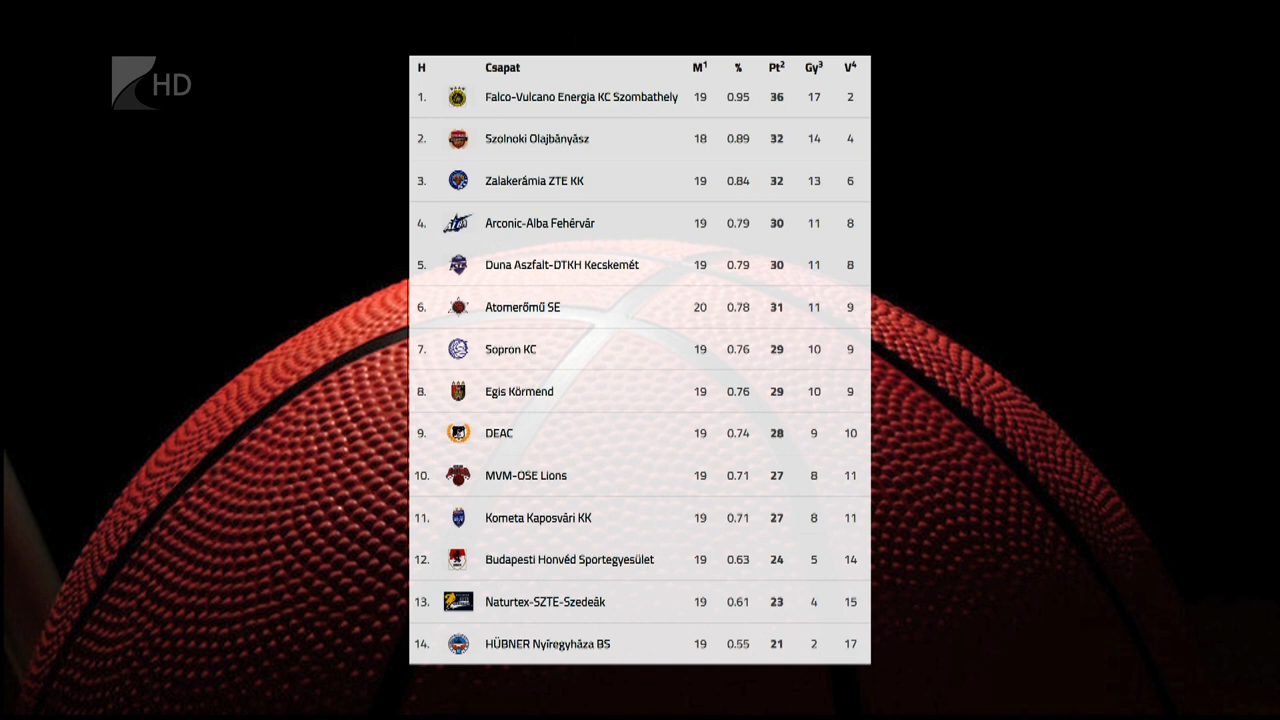 HD
H Csapat M¹ % Pt² Gy³ V⁴
1. Falco-Vulcano Energia KC Szombathely 19 0.95 36 17 2
2. Szolnoki Olajbányász 18 0.89 32 14 4
3. Zalakerámia ZTE KK 19 0.84 32 13 6
4. Arconic-Alba Fehérvár 19 0.79 30 11 8
5. Duna Aszfalt-DTKH Kecskemét 19 0.79 30 11 8
6. Atomerőmű SE 20 0.78 31 11 9
7. Sopron KC 19 0.76 29 10 9
8. Egis Körmend 19 0.76 29 10 9
9. DEAC 19 0.74 28 9 10
10. MVM-OSE Lions 19 0.71 27 8 11
11. Kometa Kaposvári KK 19 0.71 27 8 11
12. Budapesti Honvéd Sportegyesület 19 0.63 24 5 14
13. Naturtex-SZTE-Szedeák 19 0.61 23 4 15
14. HÜBNER Nyíregyháza BS 19 0.55 21 2 17